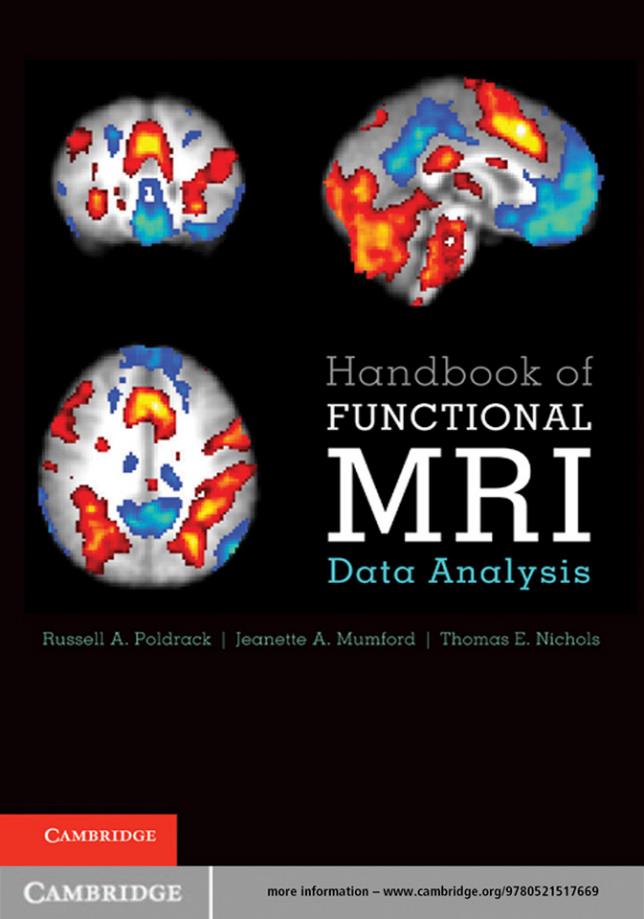 Handbook of
FUNCTIONAL
MRI
Data Analysis
Russell A. Poldrack | Jeanette A. Mumford | Thomas E. Nichols
CAMBRIDGE
CAMBRIDGE
more information – www.cambridge.org/9780521517669